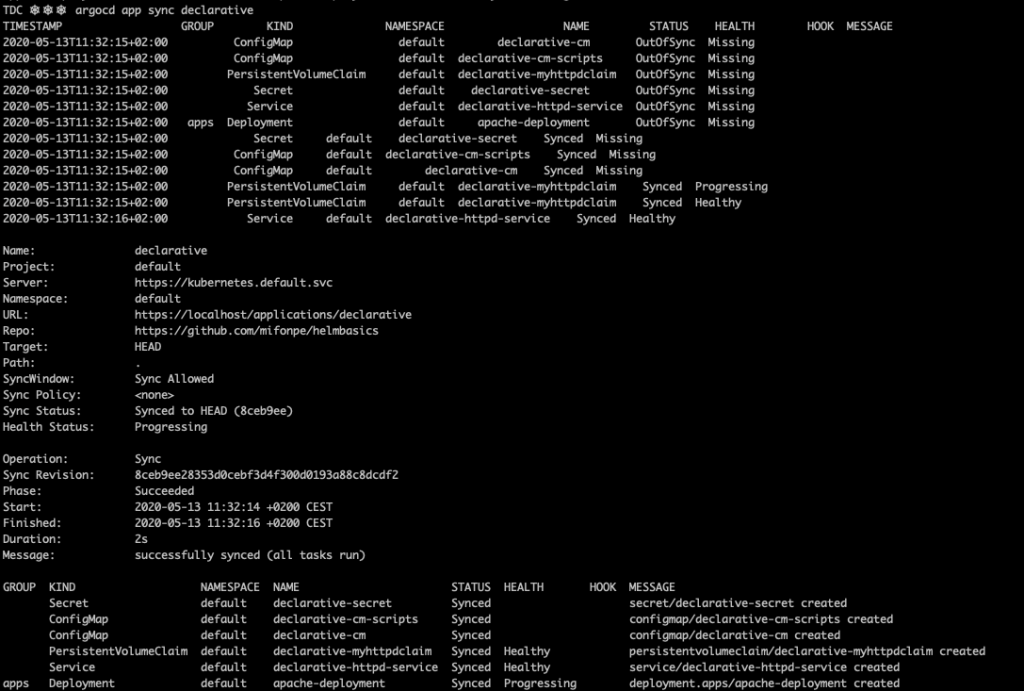 TDC ❄❄❄ argocd app sync declarative
TIMESTAMP GROUP KIND NAMESPACE NAME STATUS HEALTH HOOK MESSAGE
2020-05-13T11:32:15+02:00 ConfigMap default declarative-cm OutOfSync Missing
2020-05-13T11:32:15+02:00 ConfigMap default declarative-cm-scripts OutOfSync Missing
2020-05-13T11:32:15+02:00 PersistentVolumeClaim default declarative-myhttpdclaim OutOfSync Missing
2020-05-13T11:32:15+02:00 Secret default declarative-secret OutOfSync Missing
2020-05-13T11:32:15+02:00 Service default declarative-httpd-service OutOfSync Missing
2020-05-13T11:32:15+02:00 apps Deployment default apache-deployment OutOfSync Missing
2020-05-13T11:32:15+02:00 Secret default declarative-secret Synced Missing
2020-05-13T11:32:15+02:00 ConfigMap default declarative-cm-scripts Synced Missing
2020-05-13T11:32:15+02:00 ConfigMap default declarative-cm Synced Missing
2020-05-13T11:32:15+02:00 PersistentVolumeClaim default declarative-myhttpdclaim Synced Progressing
2020-05-13T11:32:15+02:00 PersistentVolumeClaim default declarative-myhttpdclaim Synced Healthy
2020-05-13T11:32:16+02:00 Service default declarative-httpd-service Synced Healthy
Name: declarative
Project: default
Server: https://kubernetes.default.svc
Namespace: default
URL: https://localhost/applications/declarative
Repo: https://github.com/mifonpe/helmbasics
Target: HEAD
Path: .
SyncWindow: Sync Allowed
Sync Policy: <none>
Sync Status: Synced to HEAD (8ceb9ee)
Health Status: Progressing
Operation: Sync
Sync Revision: 8ceb9ee28353d0cebf3d4f300d0193a88c8dcdf2
Phase: Succeeded
Start: 2020-05-13 11:32:14 +0200 CEST
Finished: 2020-05-13 11:32:16 +0200 CEST
Duration: 2s
Message: successfully synced (all tasks run)
GROUP KIND NAMESPACE NAME STATUS HEALTH HOOK MESSAGE
Secret default declarative-secret Synced secret/declarative-secret created
ConfigMap default declarative-cm-scripts Synced configmap/declarative-cm-scripts created
ConfigMap default declarative-cm Synced configmap/declarative-cm created
PersistentVolumeClaim default declarative-myhttpdclaim Synced Healthy persistentvolumeclaim/declarative-myhttpdclaim created
Service default declarative-httpd-service Synced Healthy service/declarative-httpd-service created
apps Deployment default apache-deployment Synced Progressing deployment.apps/apache-deployment created